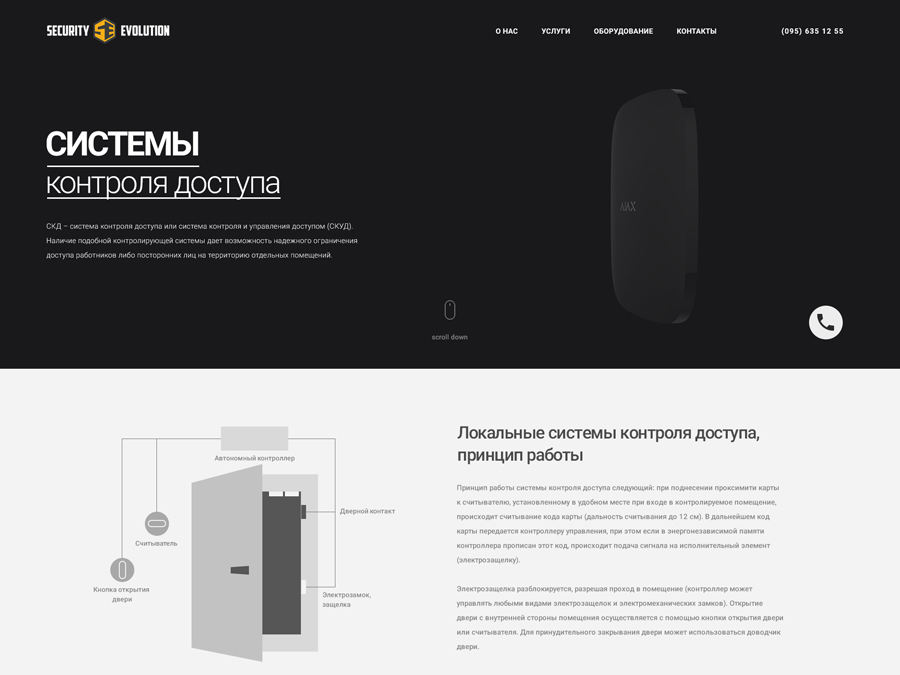 SECURITY SE EVOLUTION
О НАС
УСЛУГИ
ОБОРУДОВАНИЕ
КОНТАКТЫ
(095) 635 12 55
СИСТЕМЫ
контроля доступа
СКД – система контроля доступа или система контроля и управления доступом (СКУД).
Наличие подобной контролирующей системы дает возможность надежного ограничения
доступа работников либо посторонних лиц на территорию отдельных помещений.
AJAX
scroll down
Автономный контроллер
Дверной контакт
Считыватель
Кнопка открытия
двери
Электрозамок,
защелка
Локальные системы контроля доступа,
принцип работы
Принцип работы системы контроля доступа следующий: при поднесении проксимити карты
к считывателю, установленному в удобном месте при входе в контролируемое помещение,
происходит считывание кода карты (дальность считывания до 12 см). В дальнейшем код
карты передается контроллеру управления, при этом если в энергонезависимой памяти
контроллера прописан этот код, происходит подача сигнала на исполнительный элемент
(электрозащелку).
Электрозащелка разблокируется, разрешая проход в помещение (контроллер может
управлять любыми видами электрозащелок и электромеханических замков). Открытие
двери с внутренней стороны помещения осуществляется с помощью кнопки открытия двери
или считывателя. Для принудительного закрывания двери может использоваться доводчик
двери.